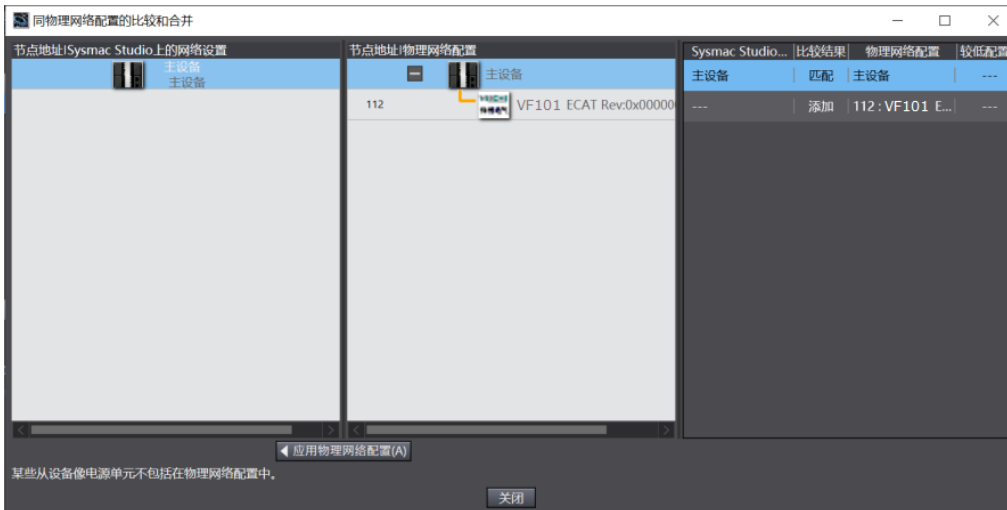 同物理网络配置的比较和合并
节点地址|Sysmac Studio上的网络设置
主设备
主设备
节点地址|物理网络配置
主设备
112 VF101 ECAT Rev:0x00000
Sysmac Studio... 比较结果 物理网络配置 较低配置
主设备 匹配 主设备 ---
--- 添加 112 : VF101 E... ---
应用物理网络配置(A)
某些从设备像电源单元不包括在物理网络配置中。
关闭